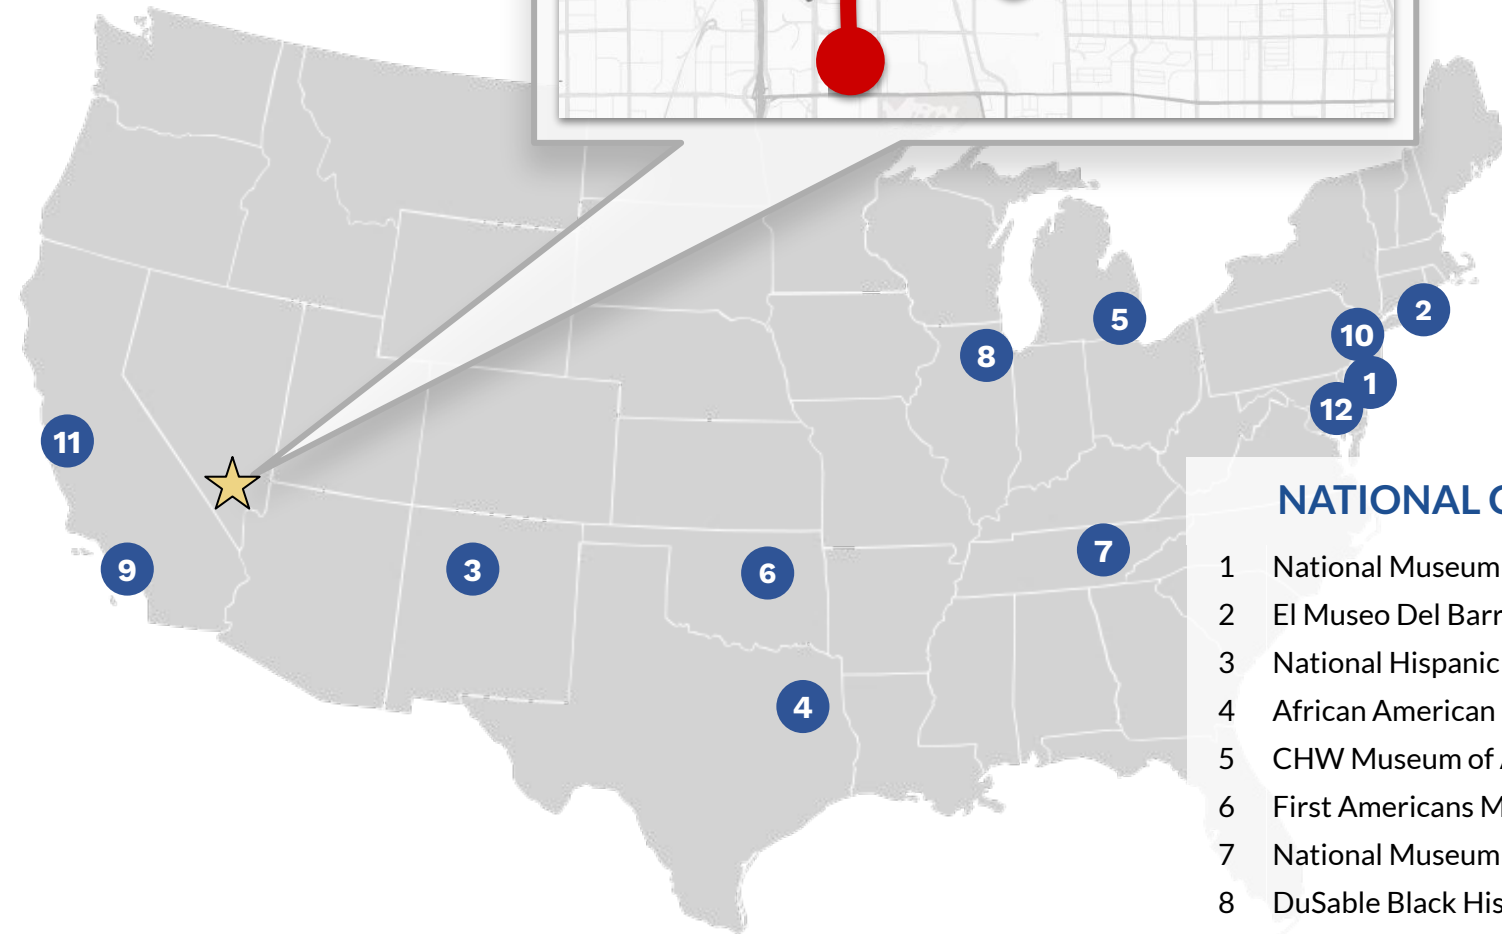 5
2
10
8
1
12
11
9
3
6
7
4
NATIONAL
1 National Museum
2 El Museo Del Barr
3 National Hispanic
4 African American
5 CHW Museum of
6 First Americans M
7 National Museum
8 DuSable Black His